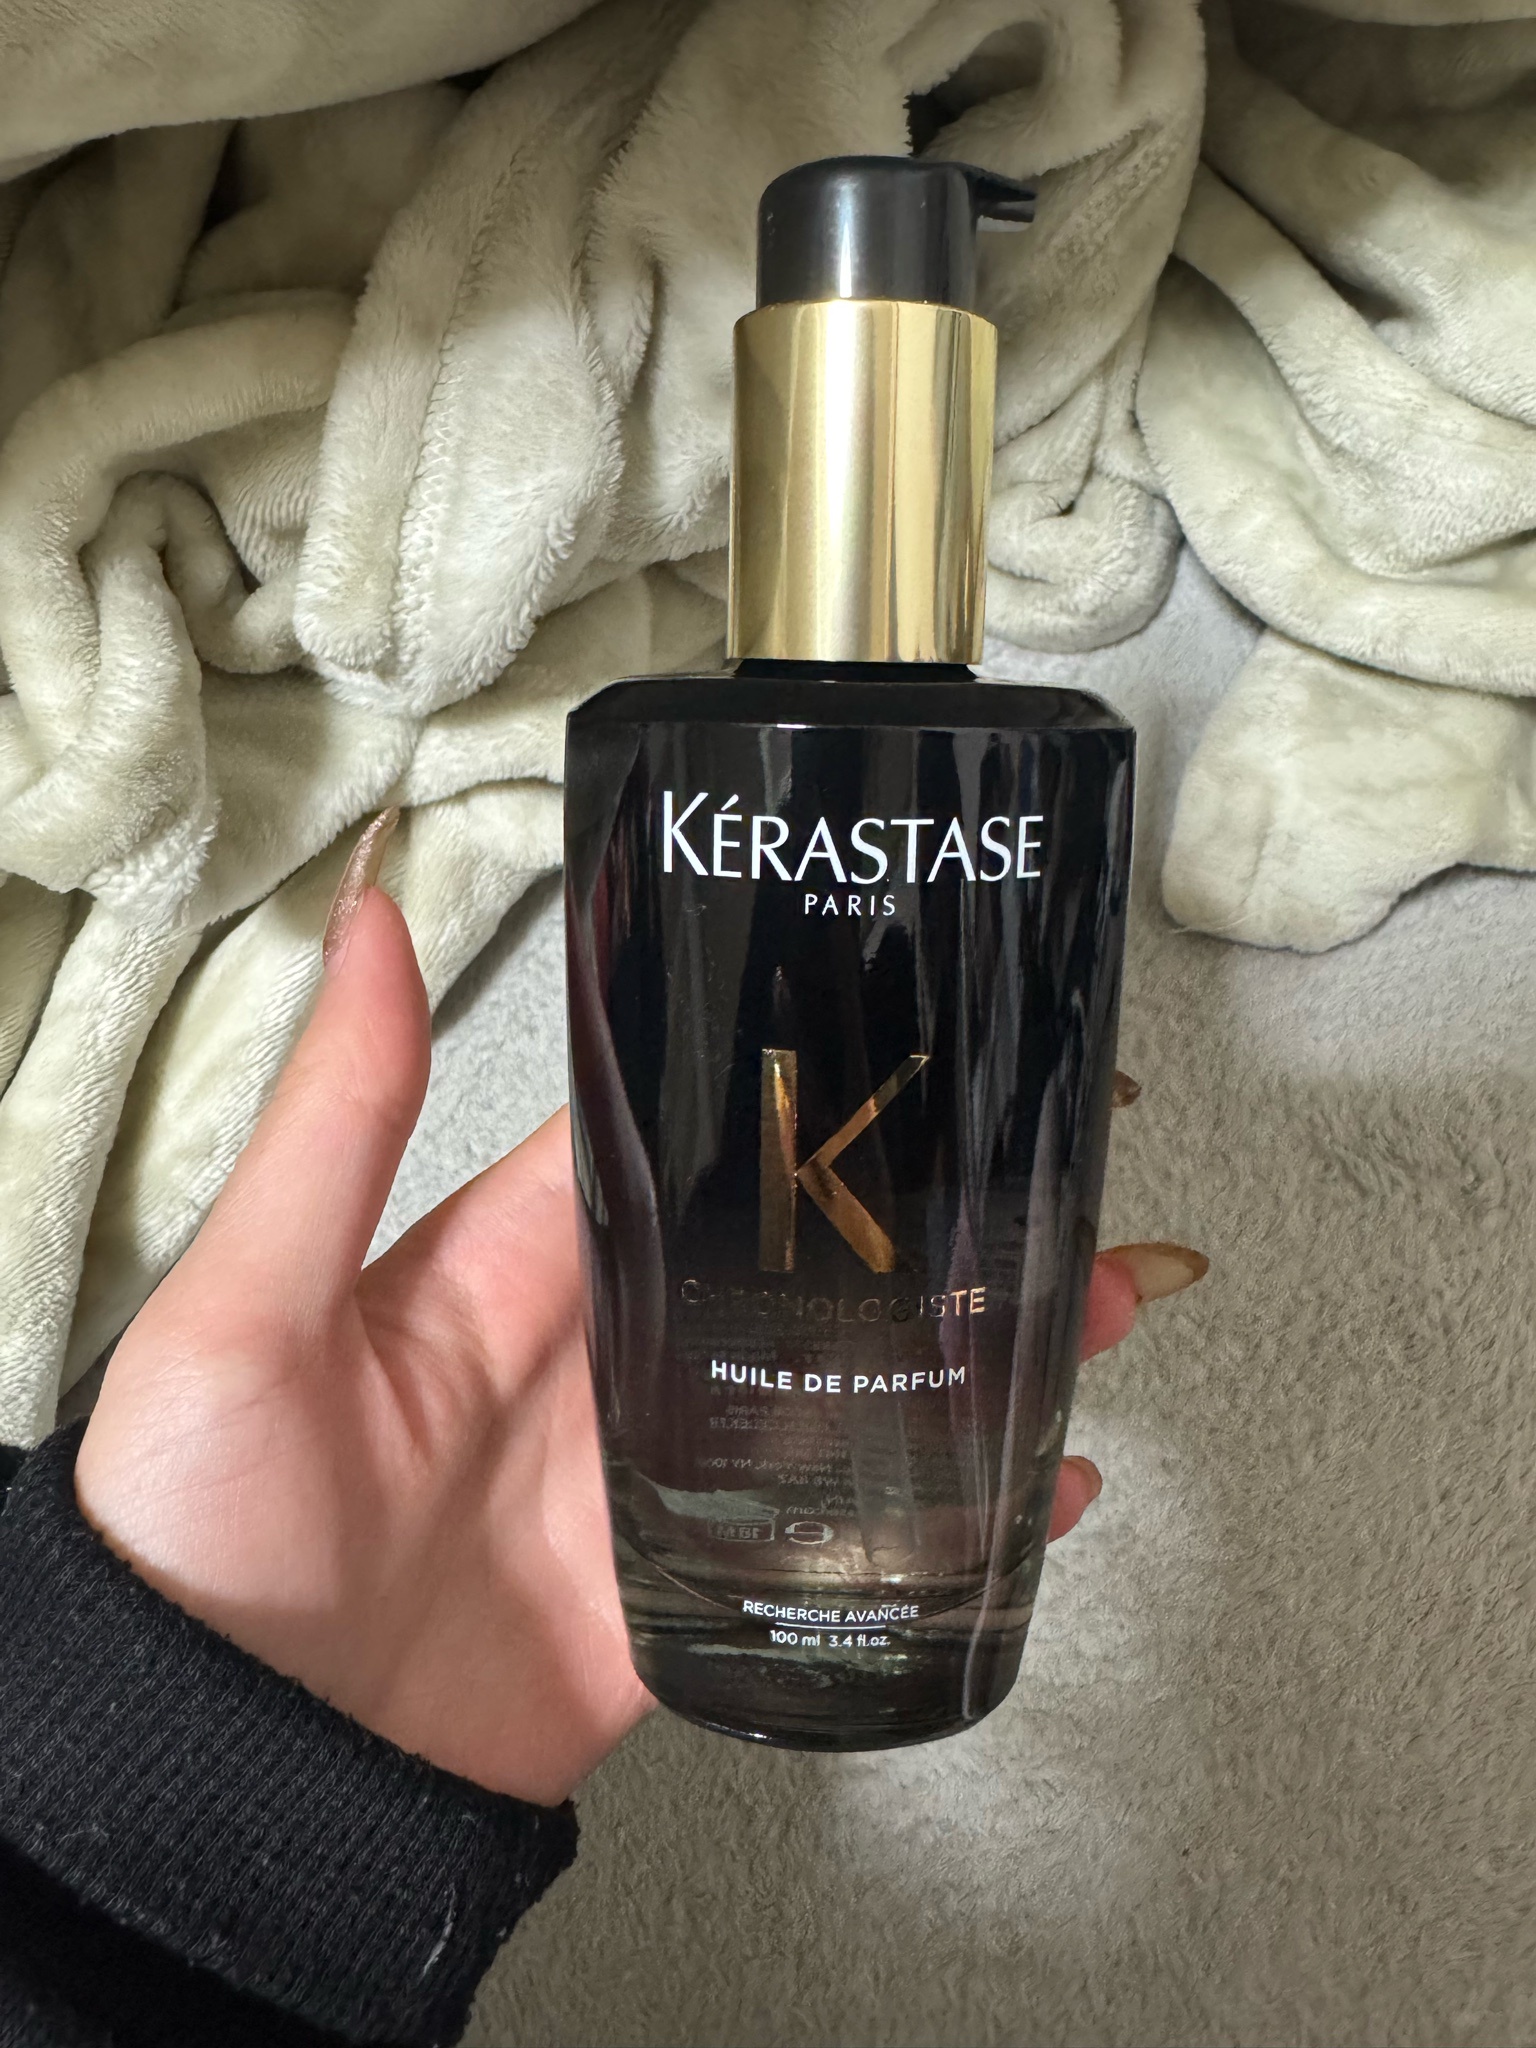 KÉRASTASE
PARIS
K
CHRONOLOGISTE
HUILE DE PARFUM
RECHERCHE AVANCÉE
100 ml 3.4 fl.oz.